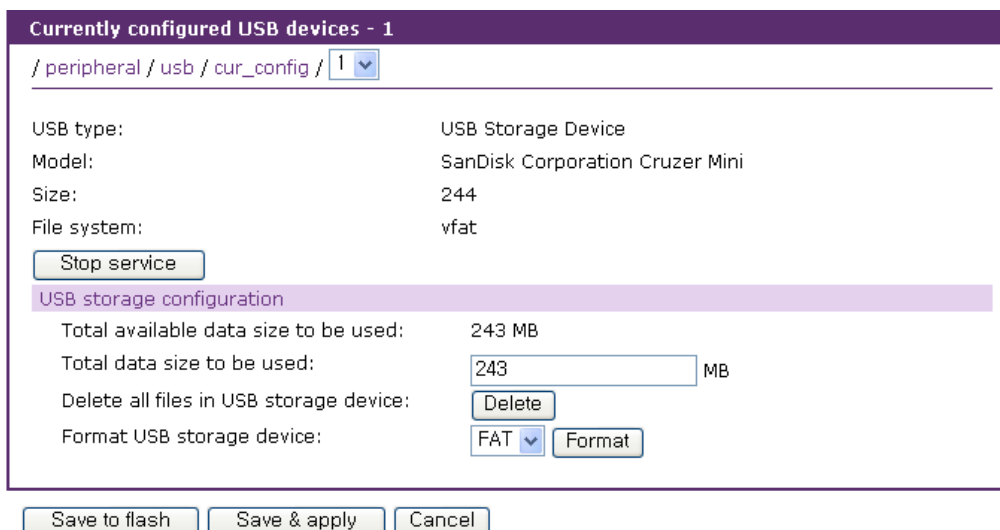 Currently configured USB devices - 1
/ peripheral / usb / cur_config / 1
USB type: USB Storage Device
Model: SanDisk Corporation Cruzer Mini
Size: 244
File system: vfat
Stop service
USB storage configuration
Total available data size to be used: 243 MB
Total data size to be used: 243 MB
Delete all files in USB storage device: Delete
Format USB storage device: FAT Format
Save to flash Save & apply Cancel